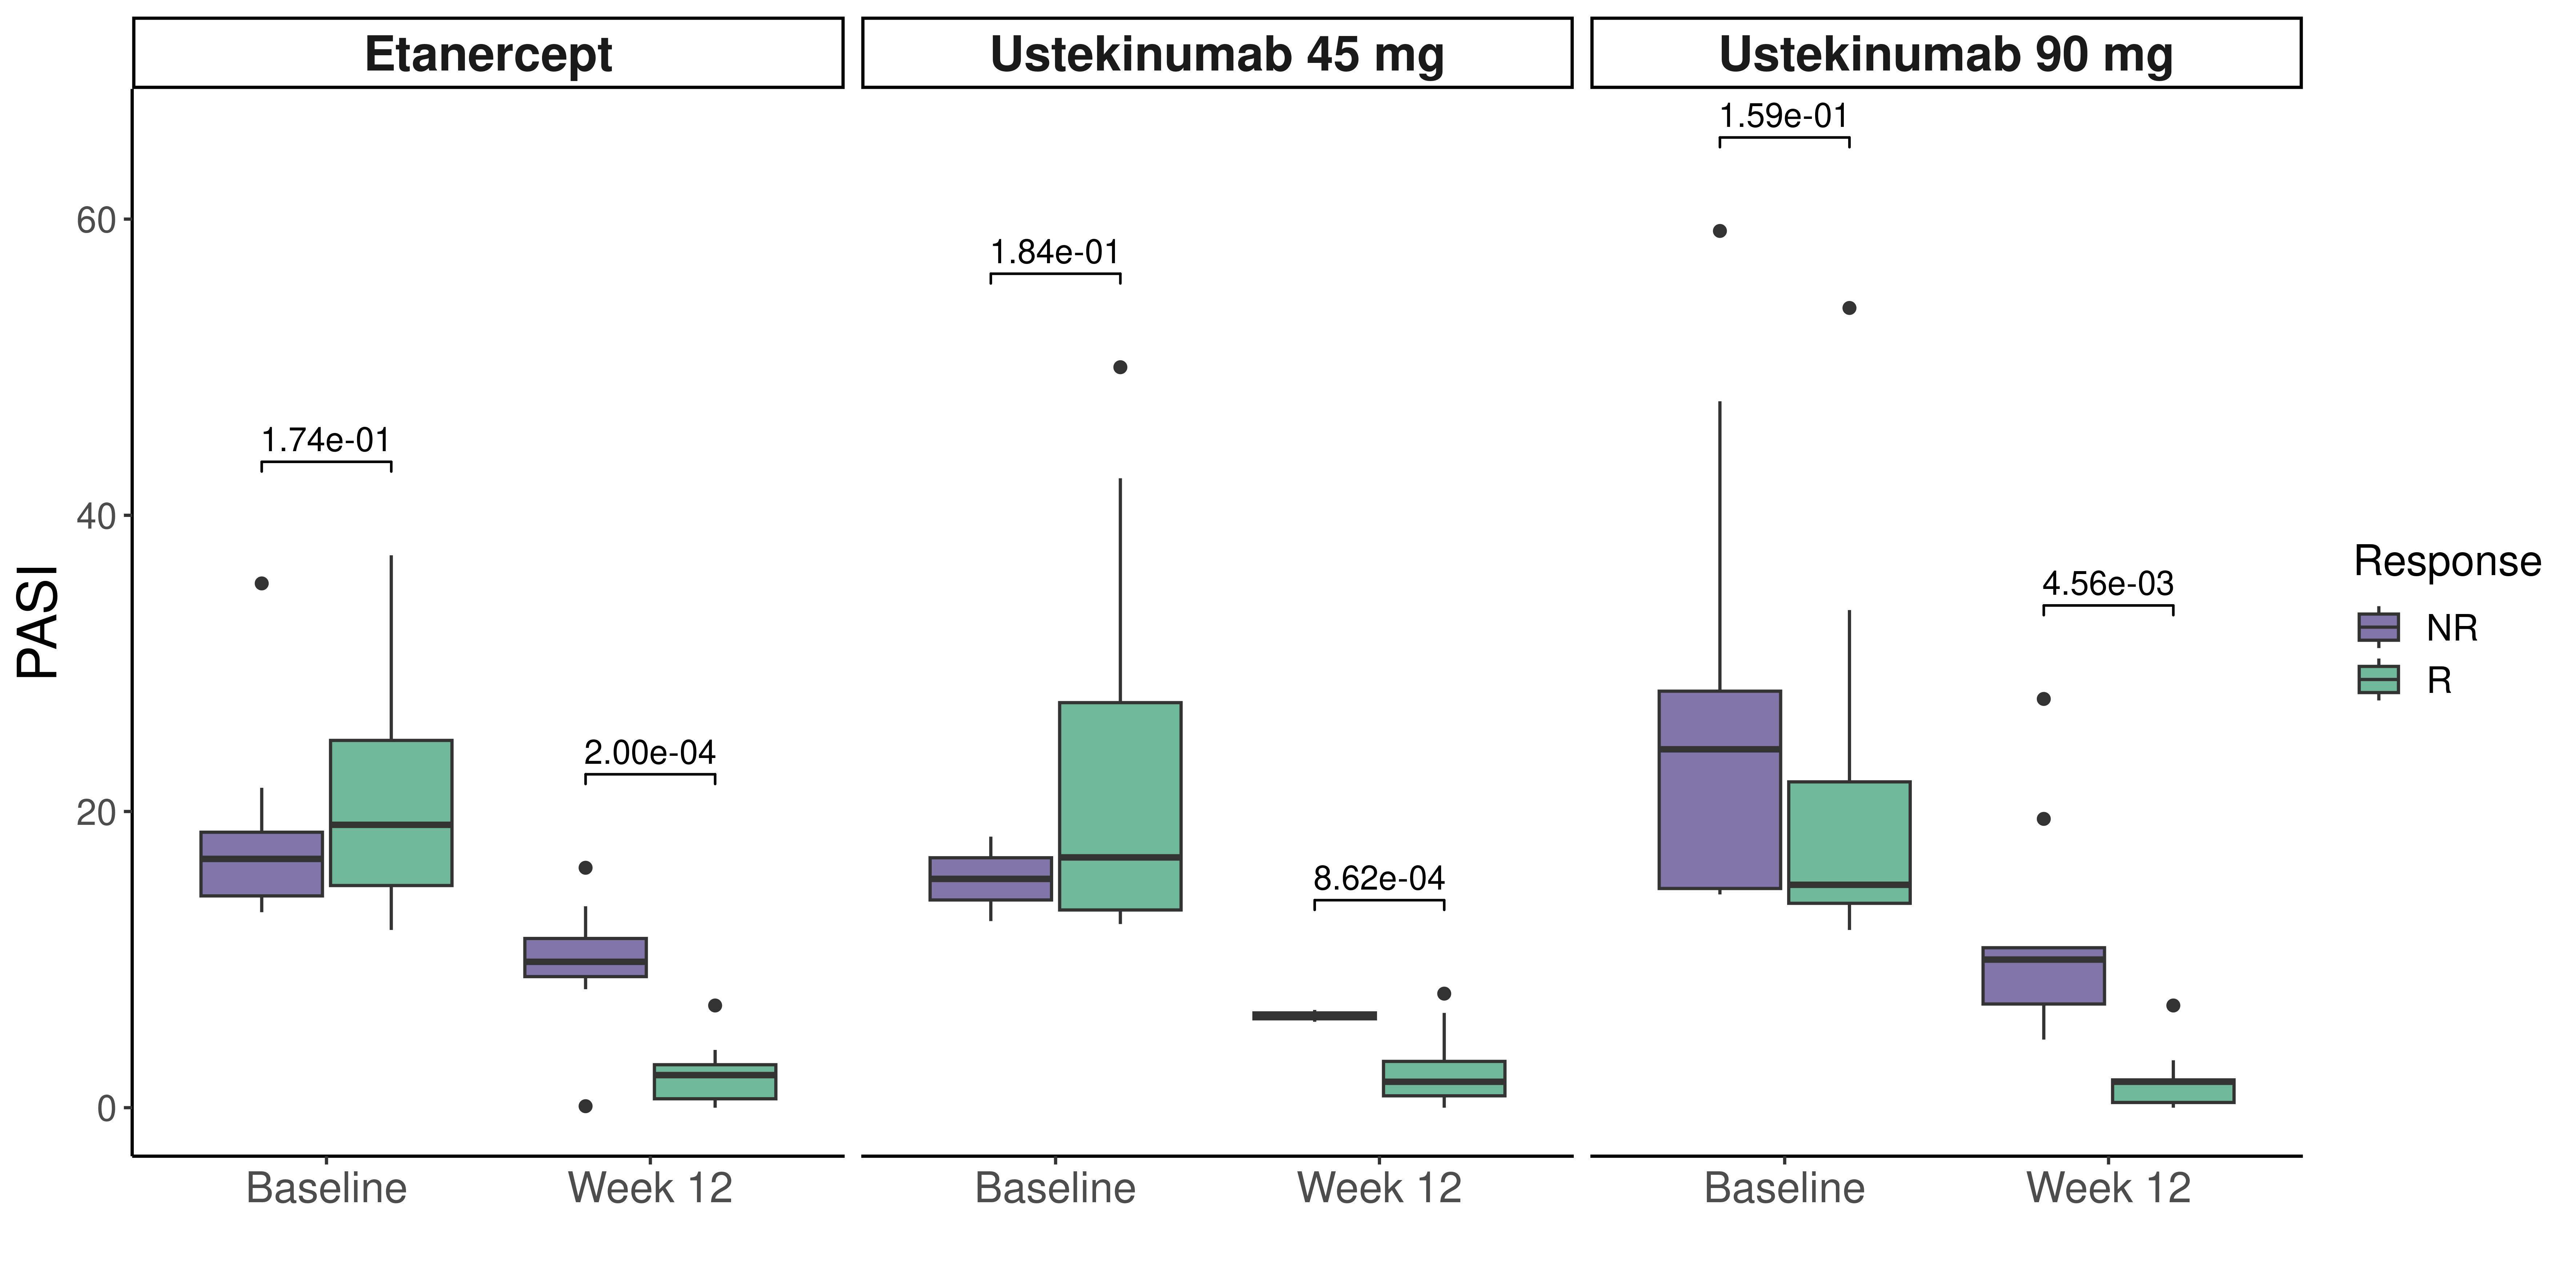 Etanercept
Ustekinumab 45 mg
Ustekinumab 90 mg
PASI
60
40
20
0
1.74e-01
2.00e-04
1.84e-01
8.62e-04
1.59e-01
4.56e-03
Baseline
Week 12
Baseline
Week 12
Baseline
Week 12
Response
NR
R